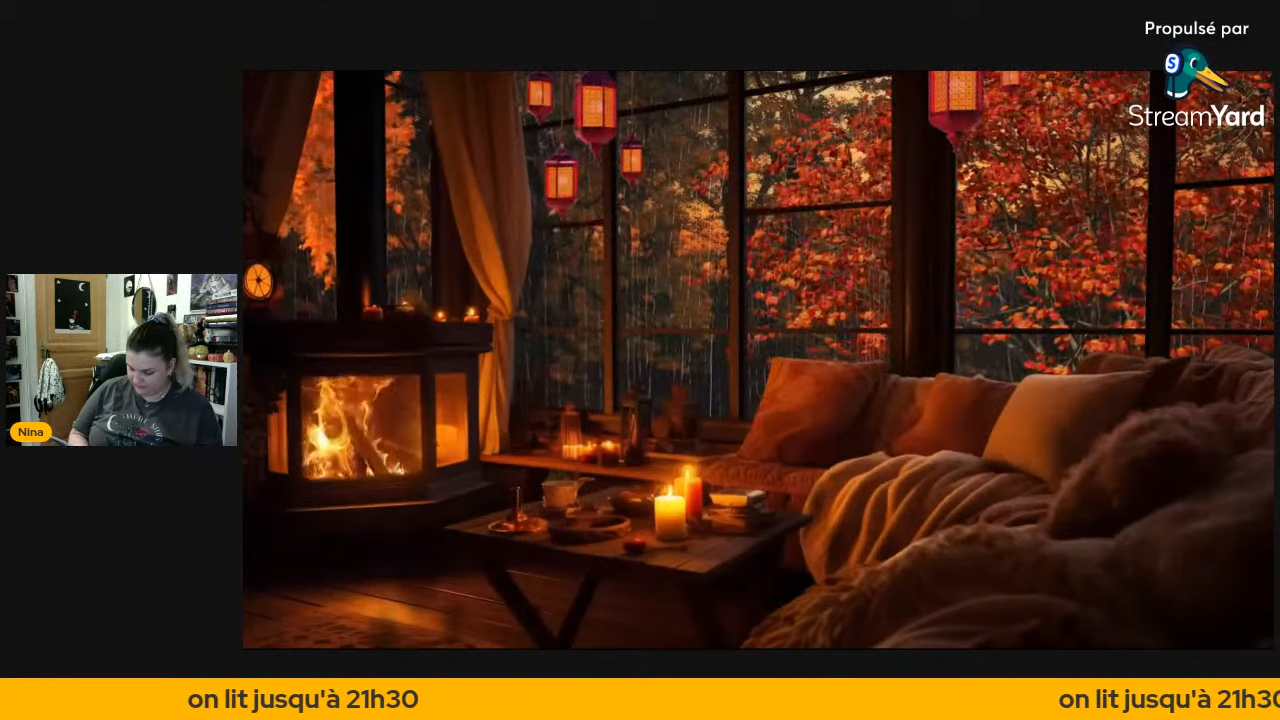 Propulsé par
StreamYard
Nina
on lit jusqu'à 21h30
on lit jusqu'à 21h30